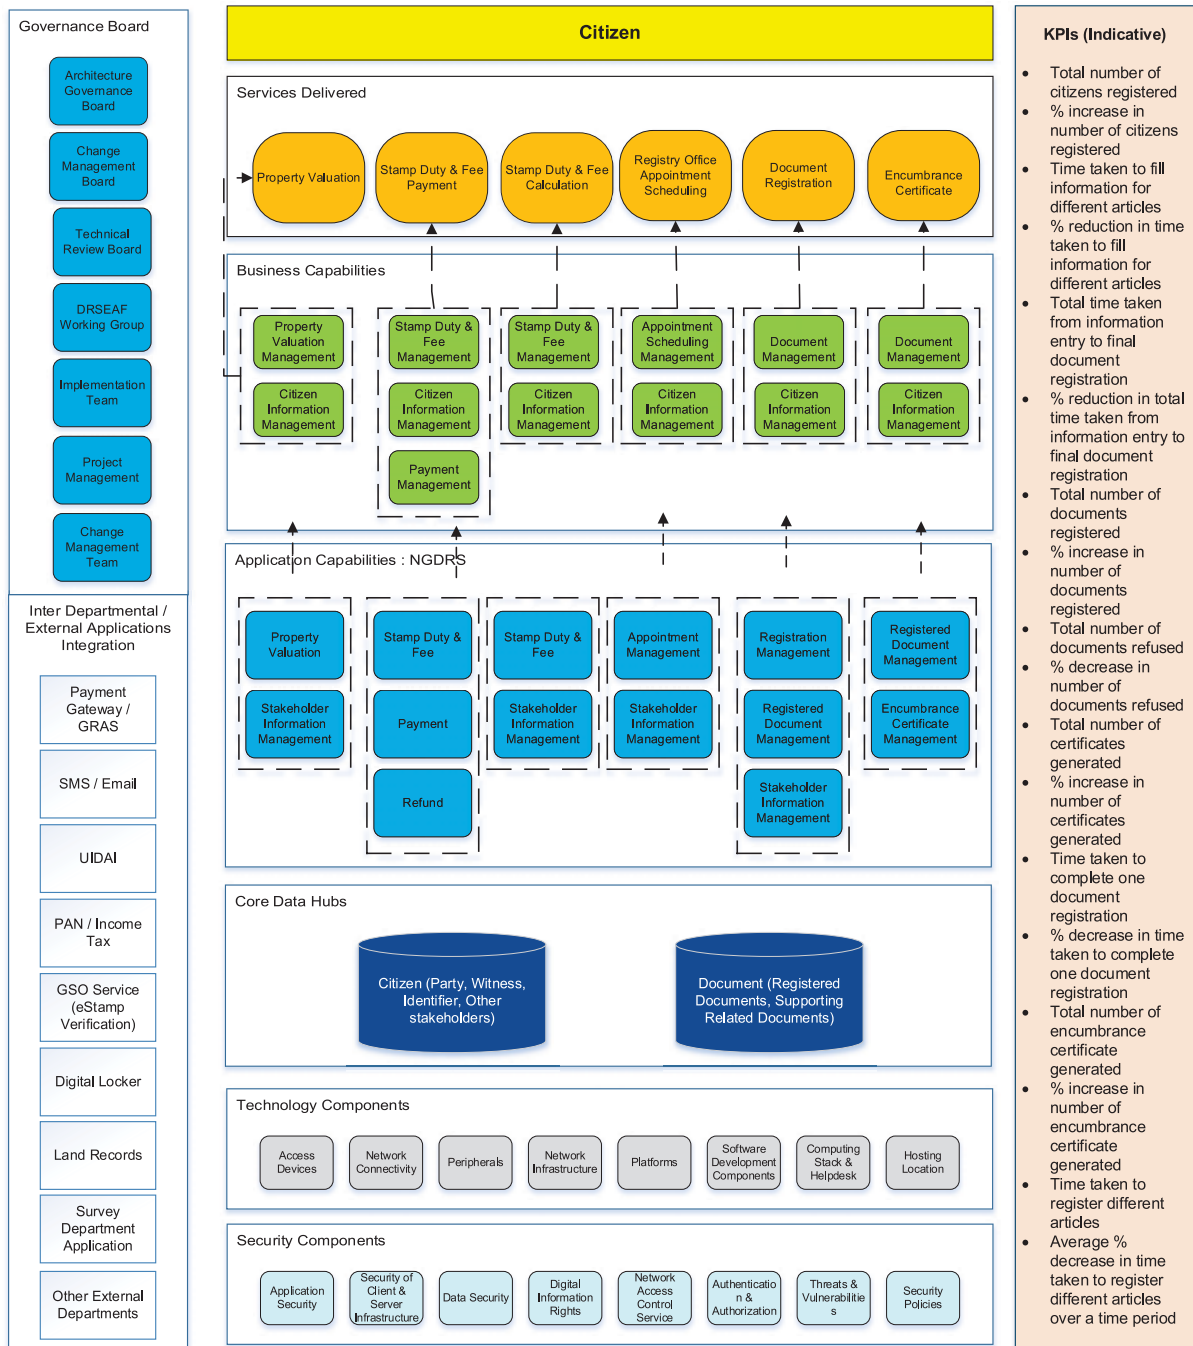 Governance Board
Architecture
Governance
Board
Change
Management
Board
Technical
Review Board
DRSEAF
Working Group
Implementation
Team
Project
Management
Change
Management
Team
Inter Departmental /
External Applications
Integration
Payment
Gateway /
GRAS
SMS / Email
UIDAI
PAN / Income
Tax
GSO Service
(eStamp
Verification)
Digital Locker
Land Records
Survey
Department
Application
Other External
Departments
Citizen
Services Delivered
Property Valuation
Stamp Duty & Fee
Payment
Stamp Duty & Fee
Calculation
Registry Office
Appointment
Scheduling
Document
Registration
Encumbrance
Certificate
Business Capabilities
Property
Valuation
Management
Citizen
Information
Management
Stamp Duty &
Fee
Management
Citizen
Information
Management
Payment
Management
Stamp Duty &
Fee
Management
Citizen
Information
Management
Appointment
Scheduling
Management
Citizen
Information
Management
Document
Management
Citizen
Information
Management
Document
Management
Citizen
Information
Management
Application Capabilities : NGDRS
Property
Valuation
Stakeholder
Information
Management
Stamp Duty &
Fee
Payment
Refund
Stamp Duty &
Fee
Stakeholder
Information
Management
Appointment
Management
Stakeholder
Information
Management
Registration
Management
Registered
Document
Management
Stakeholder
Information
Management
Registered
Document
Management
Encumbrance
Certificate
Management
Core Data Hubs
Citizen (Party, Witness,
Identifier, Other
stakeholders)
Document (Registered
Documents, Supporting
Related Documents)
Technology Components
Access
Devices
Network
Connectivity
Peripherals
Network
Infrastructure
Platforms
Software
Development
Components
Computing
Stack &
Helpdesk
Hosting
Location
Security Components
Application
Security
Security of
Client &
Server
Infrastructure
Data Security
Digital
Information
Rights
Network
Access
Control
Service
Authenticatio
n &
Authorization
Threats &
Vulnerabilitie
s
Security
Policies
KPIs (Indicative)
• Total number of
citizens registered
• % increase in
number of citizens
registered
• Time taken to fill
information for
different articles
• % reduction in time
taken to fill
information for
different articles
• Total time taken
from information
entry to final
document
registration
• % reduction in total
time taken from
information entry to
final document
registration
• Total number of
documents
registered
• % increase in
number of
documents
registered
• Total number of
documents refused
• % decrease in
number of
documents refused
• Total number of
certificates
generated
• % increase in
number of
certificates
generated
• Time taken to
complete one
document
registration
• % decrease in time
taken to complete
one document
registration
• Total number of
encumbrance
certificate
generated
• % increase in
number of
encumbrance
certificate
generated
• Time taken to
register different
articles
• Average %
decrease in time
taken to register
different articles
over a time period